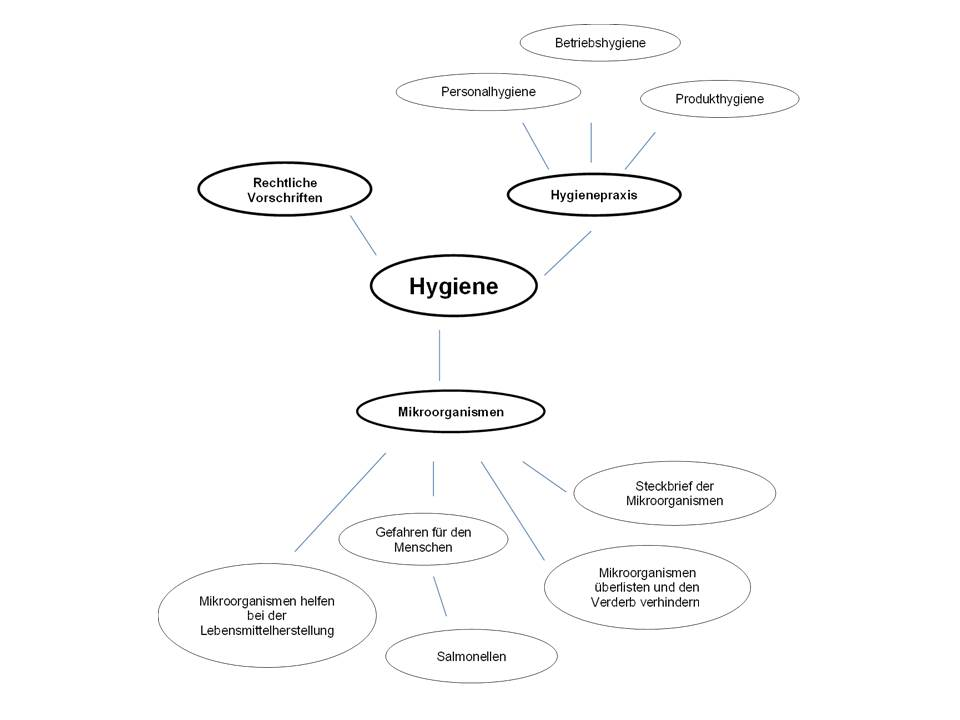 Betriebshygiene
Personalhygiene
Produkthygiene
Rechtliche
Vorschriften
Hygienepraxis
Hygiene
Mikroorganismen
Steckbrief der
Mikroorganismen
Gefahren für den
Menschen
Mikroorganismen
überlisten und den
Verderb verhindern
Mikroorganismen helfen
bei der
Lebensmittelherstellung
Salmonellen